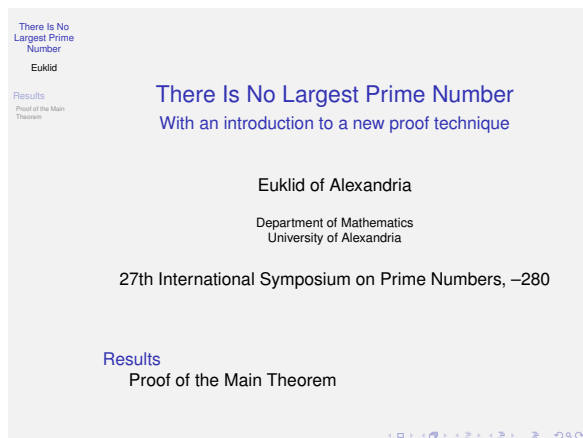 There Is No
Largest Prime
Number
Euklid
Results
Proof of the Main
Theorem
There Is No Largest Prime Number
With an introduction to a new proof technique
Euklid of Alexandria
Department of Mathematics
University of Alexandria
27th International Symposium on Prime Numbers, –280
Results
Proof of the Main Theorem